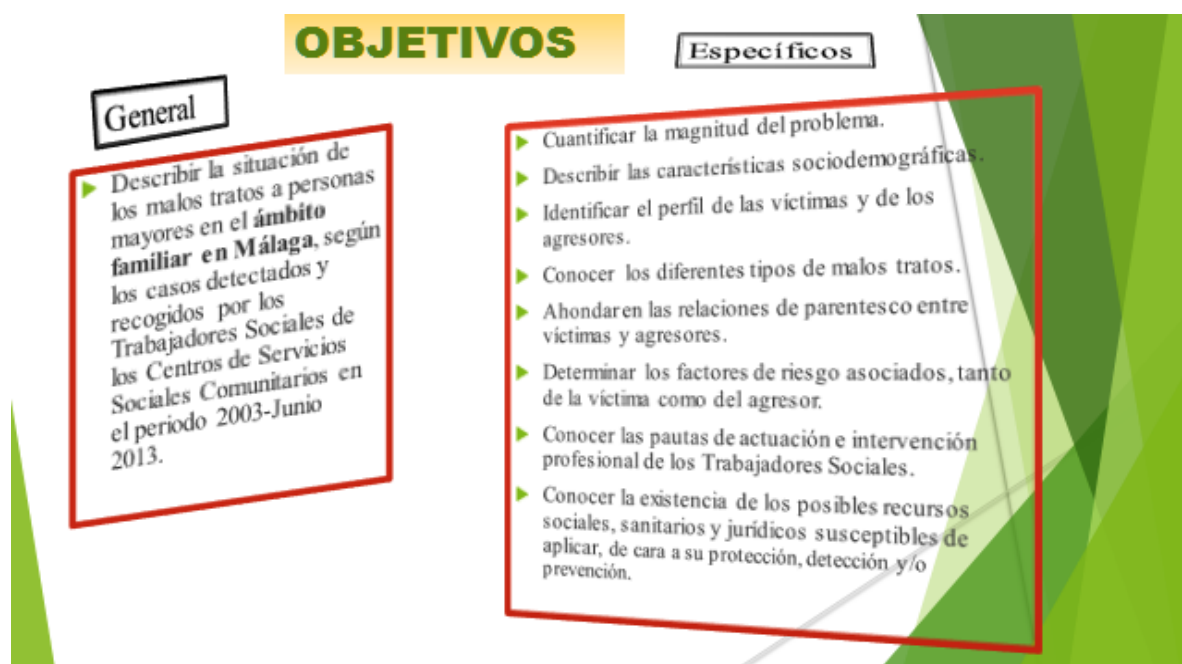 OBJETIVOS
General
Describir la situación de
los malos tratos a personas
mayores en el ámbito
familiar en Málaga, según
los casos detectados y
recogidos por los
Trabajadores Sociales de
los Centros de Servicios
Sociales Comunitarios en
el periodo 2003-Junio
2013.
Específicos
Cuantificar la magnitud del problema.
Describir las características sociodemográficas.
Identificar el perfil de las víctimas y de los
agresores.
Conocer los diferentes tipos de malos tratos.
Ahondar en las relaciones de parentesco entre
víctimas y agresores.
Determinar los factores de riesgo asociados, tanto
de la víctima como del agresor.
Conocer las pautas de actuación e intervención
profesional de los Trabajadores Sociales.
Conocer la existencia de los posibles recursos
sociales, sanitarios y jurídicos susceptibles de
aplicar, de cara a su protección, detección y/o
prevención.